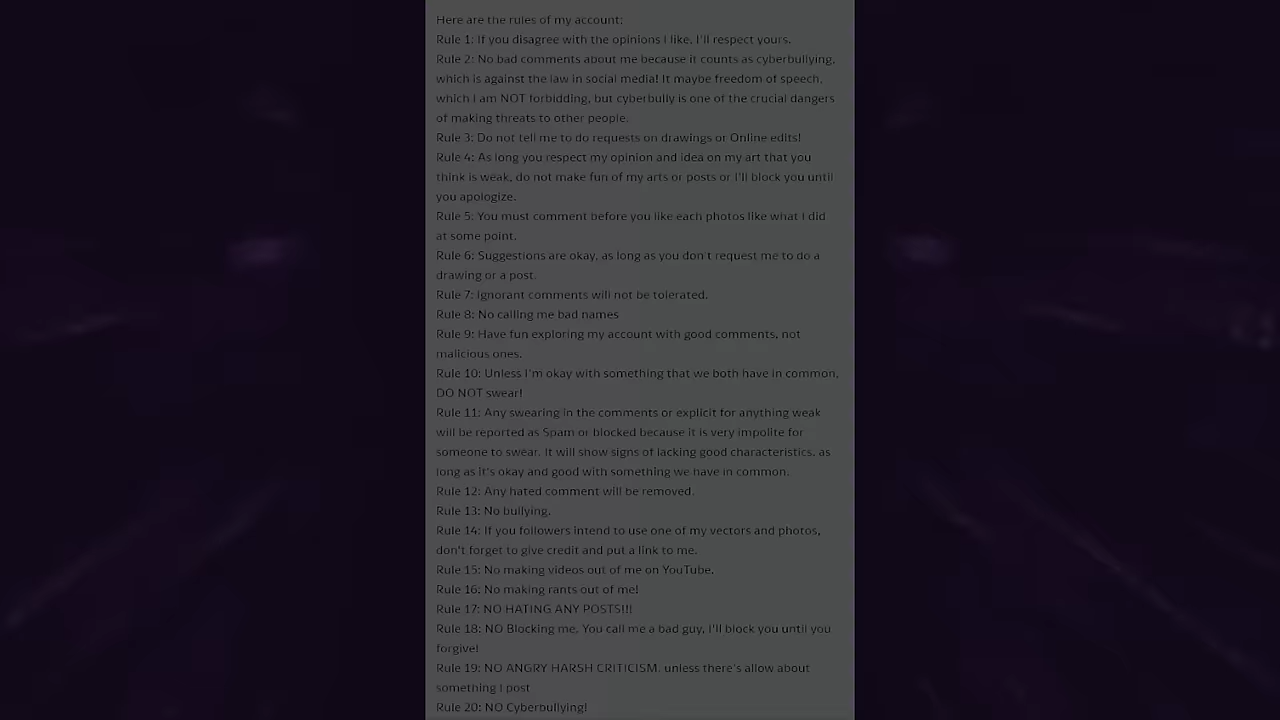 Here are the rules of my account:
Rule 1: If you disagree with the opinions I like, I'll respect yours.
Rule 2: No bad comments about me because it counts as cyberbullying,
which is against the law in social media! It maybe freedom of speech,
which I am NOT forbidding, but cyberbully is one of the crucial dangers
of making threats to other people.
Rule 3: Do not tell me to do requests on drawings or Online edits!
Rule 4: As long you respect my opinion and idea on my art that you
think is weak, do not make fun of my arts or posts or I'll block you until
you apologize.
Rule 5: You must comment before you like each photos like what I did
at some point.
Rule 6: Suggestions are okay, as long as you don't request me to do a
drawing or a post.
Rule 7: Ignorant comments will not be tolerated.
Rule 8: No calling me bad names
Rule 9: Have fun exploring my account with good comments, not
malicious ones.
Rule 10: Unless I'm okay with something that we both have in common,
DO NOT swear!
Rule 11: Any swearing in the comments or explicit for anything weak
will be reported as Spam or blocked because it is very impolite for
someone to swear. It will show signs of lacking good characteristics, as
long as it's okay and good with something we have in common.
Rule 12: Any hated comment will be removed.
Rule 13: No bullying.
Rule 14: If you followers intend to use one of my vectors and photos,
don't forget to give credit and put a link to me.
Rule 15: No making videos out of me on YouTube.
Rule 16: No making rants out of me!
Rule 17: NO HATING ANY POSTS!!!
Rule 18: NO Blocking me, You call me a bad guy, I'll block you until you
forgive!
Rule 19: NO ANGRY HARSH CRITICISM, unless there's allow about
something I post
Rule 20: NO Cyberbullying!